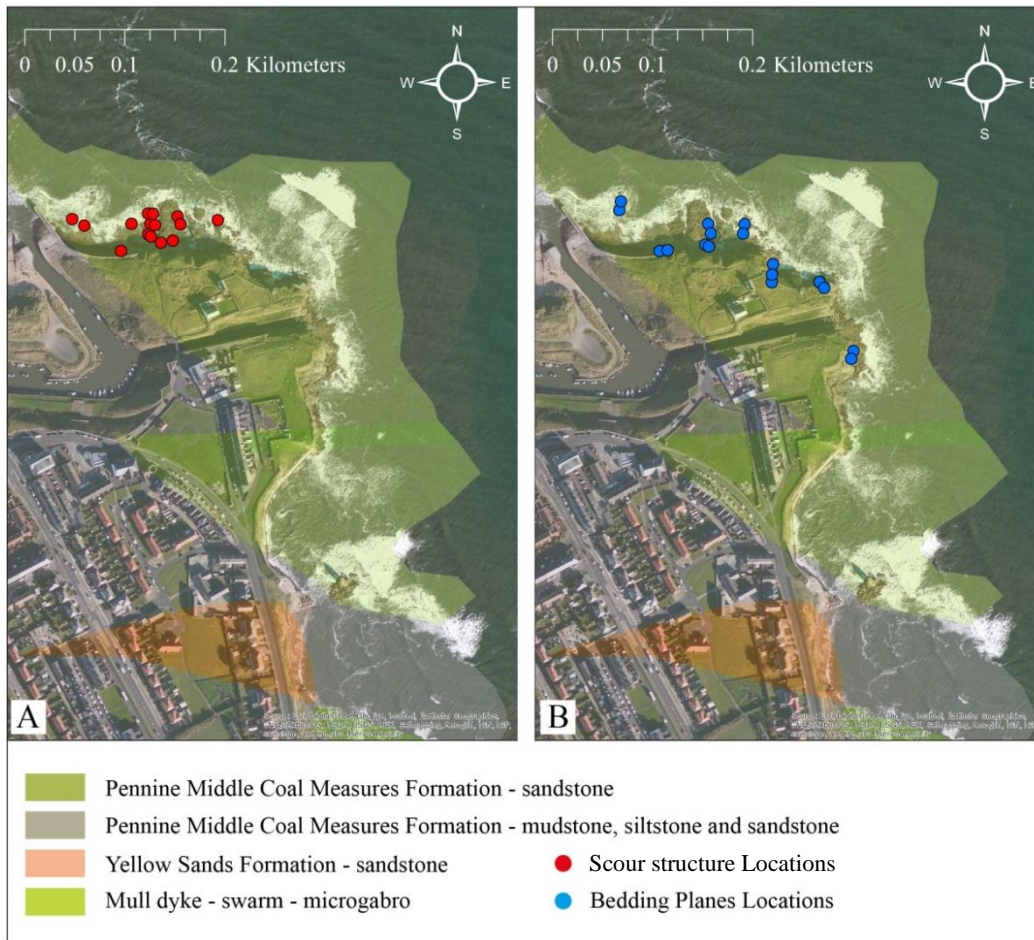 0 0.05 0.1 0.2 Kilometers
N
W E
S
A
0 0.05 0.1 0.2 Kilometers
N
W E
S
B
Pennine Middle Coal Measures Formation - sandstone
Pennine Middle Coal Measures Formation - mudstone, siltstone and sandstone
Yellow Sands Formation - sandstone
Mull dyke - swarm - microgabro
Scour structure Locations
Bedding Planes Locations